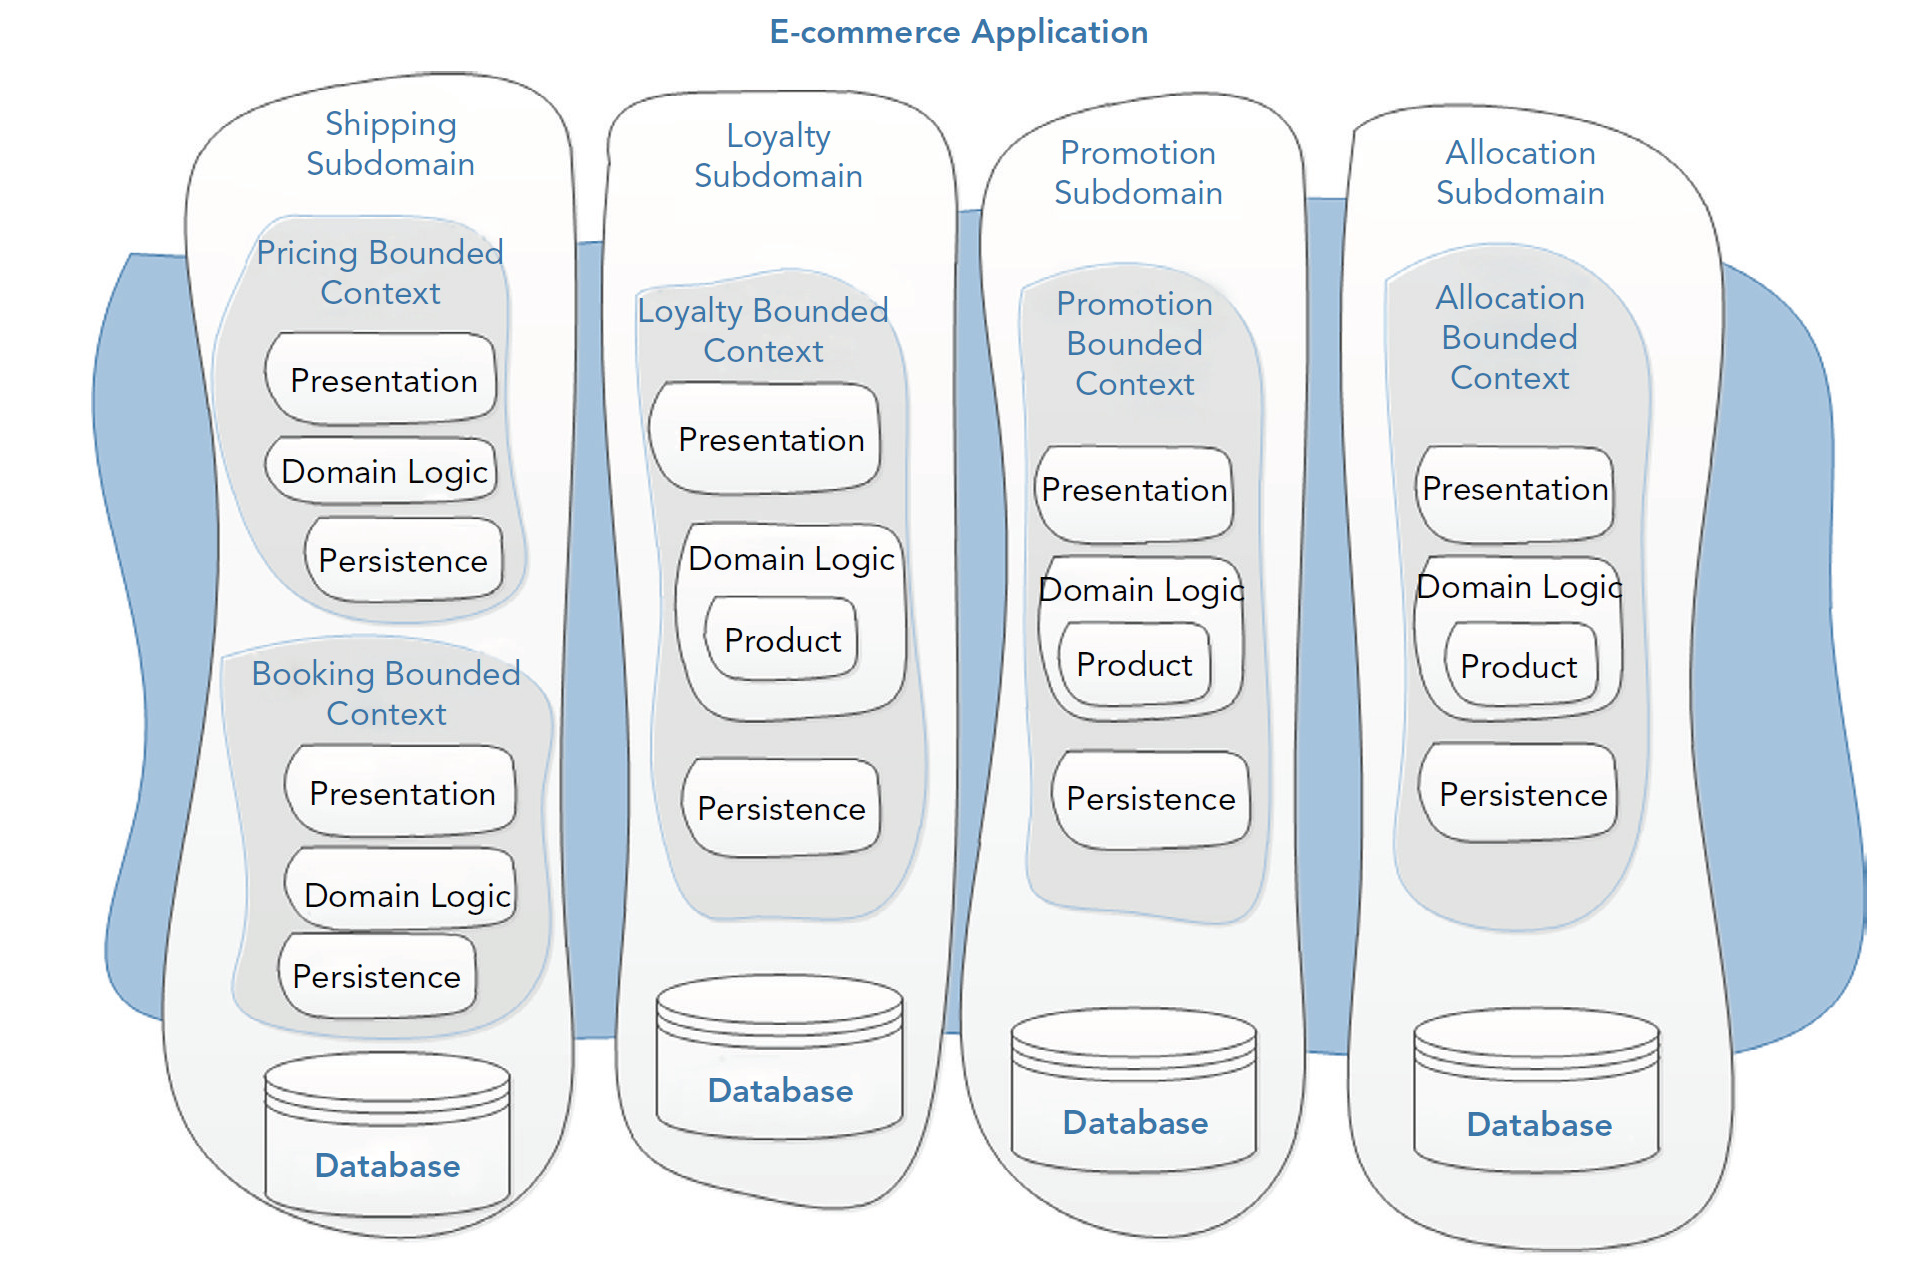 E-commerce Application
Shipping
Subdomain
Pricing Bounded
Context
Presentation
Domain Logic
Persistence
Booking Bounded
Context
Presentation
Domain Logic
Persistence
Database
Loyalty
Subdomain
Loyalty Bounded
Context
Presentation
Domain Logic
Product
Persistence
Database
Promotion
Subdomain
Promotion
Bounded
Context
Presentation
Domain Logic
Product
Persistence
Database
Allocation
Subdomain
Allocation
Bounded
Context
Presentation
Domain Logic
Product
Persistence
Database